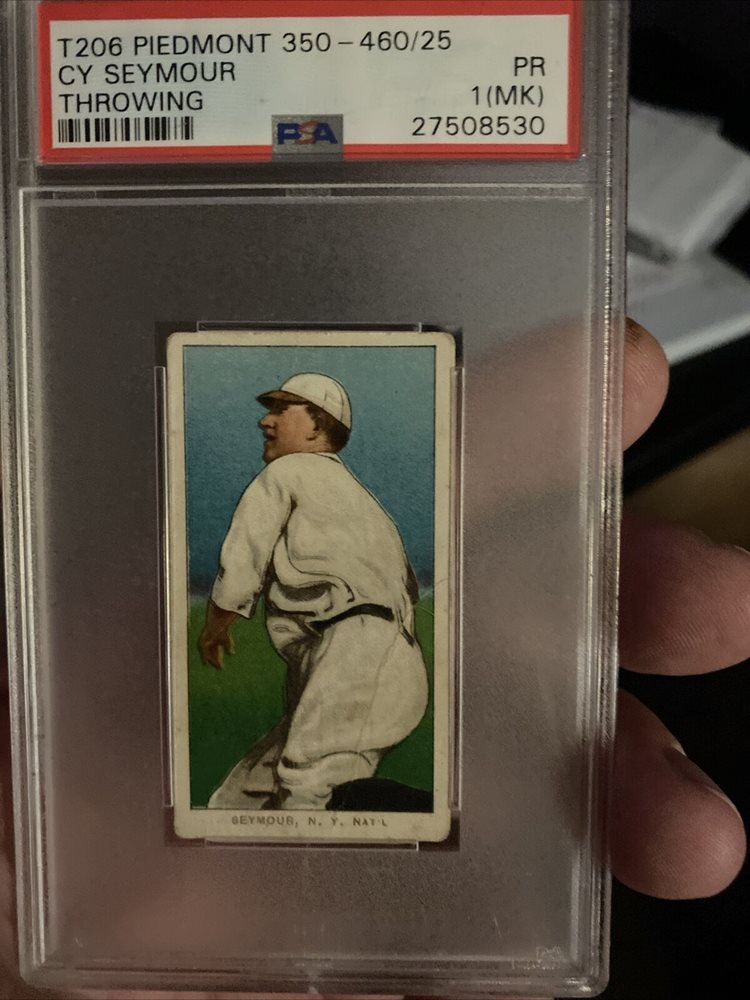 T206 PIEDMONT 350-460/25
CY SEYMOUR PR
THROWING 1(MK)
PSA 27508530
SEYMOUR, N. Y. NAT'L